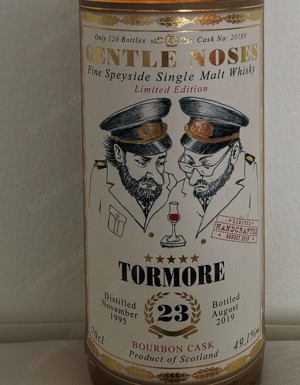 Only 120 Bottles Cask No: 20189
GENTLE NOSES
Fine Speyside Single Malt Whisky
Limited Edition
LIMITED
HANDCRAFTED
TORMORE
Distilled
November
1995
23
Bottled
August
2019
BOURBON CASK
70cl
Product of Scotland
49,1%